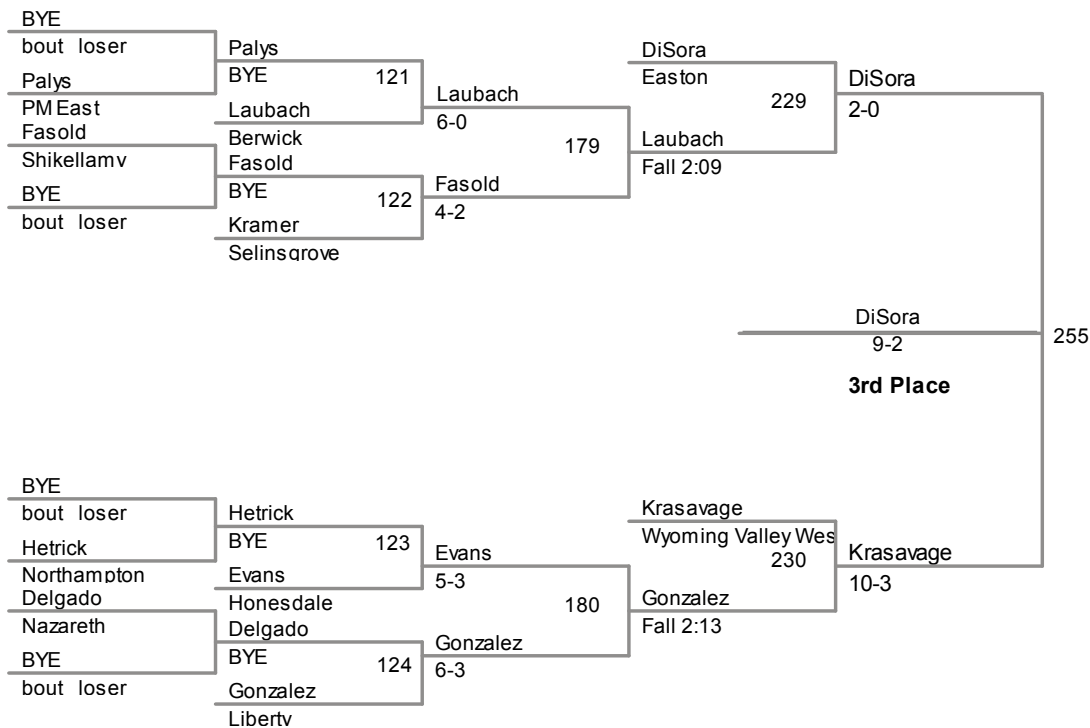 BYE
bout loser
Palys
PM East
Fasold
Shikellamy
BYE
bout loser
Palys
BYE
121
Laubach
Berwick
Fasold
BYE
122
Kramer
Selinsgrove
Laubach
6-0
179
Fasold
4-2
DiSora
Easton
229
Laubach
Fall 2:09
DiSora
2-0
DiSora
9-2
255
3rd Place
BYE
bout loser
Hetrick
Northampton
Delgado
Nazareth
BYE
bout loser
Hetrick
BYE
123
Evans
Honesdale
Delgado
BYE
124
Gonzalez
Liberty
Evans
5-3
180
Gonzalez
6-3
Krasavage
Wyoming Valley Wes
230
Gonzalez
Fall 2:13
Krasavage
10-3